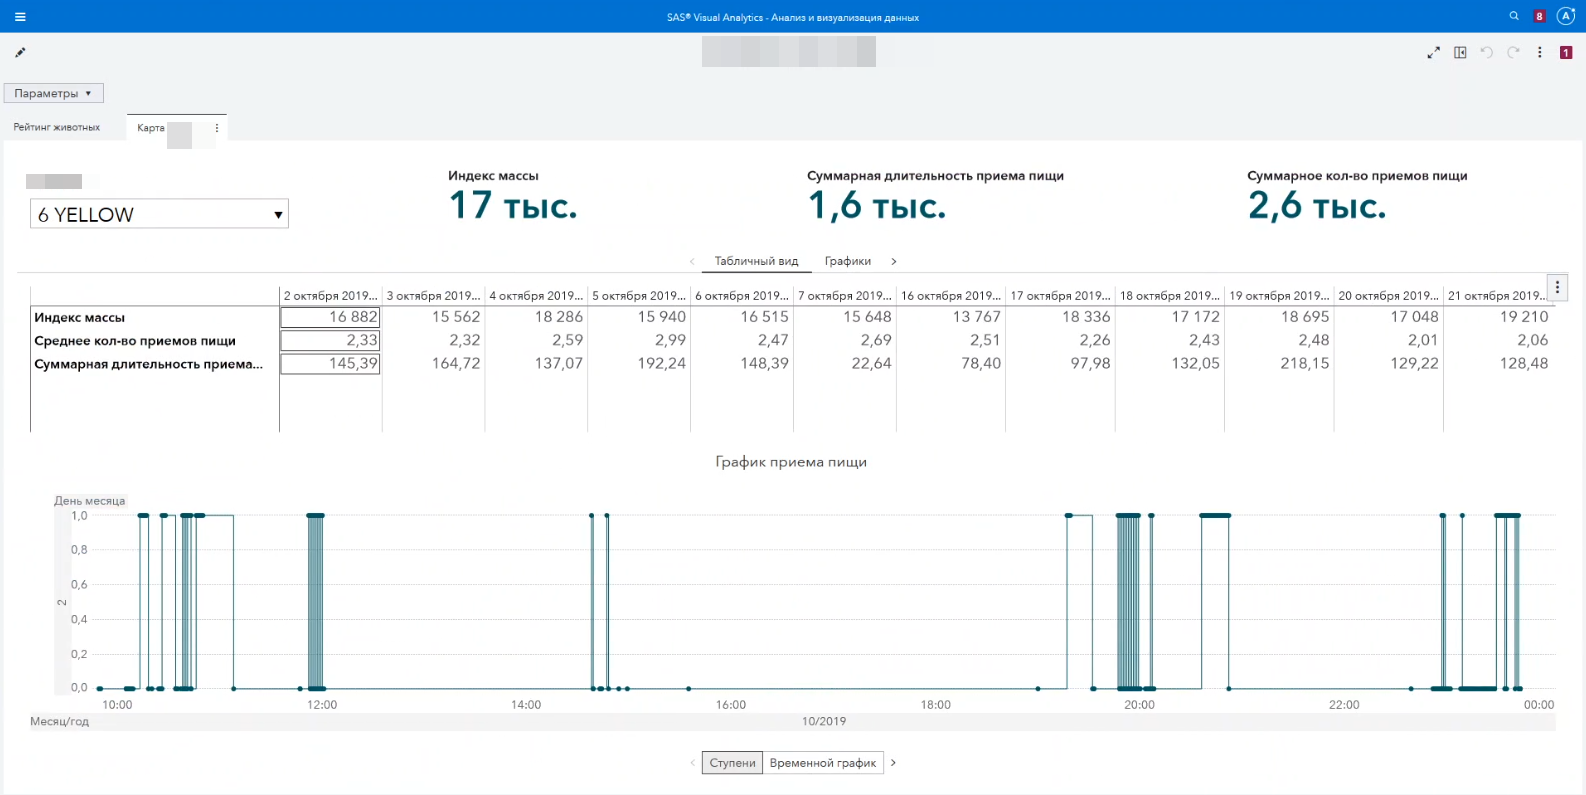 SAS® Visual Analytics - Анализ и визуализация данных
8
A
1
Параметры
Рейтинг животных
Карта
6 YELLOW
Индекс массы
17 тыс.
Суммарная длительность приема пищи
1,6 тыс.
Суммарное кол-во приемов пищи
2,6 тыс.
Табличный вид Графики
2 октября 2019... 3 октября 2019... 4 октября 2019... 5 октября 2019... 6 октября 2019... 7 октября 2019... 16 октября 2019... 17 октября 2019... 18 октября 2019... 19 октября 2019... 20 октября 2019... 21 октября 2019...
Индекс массы 16 882 15 562 18 286 15 940 16 515 15 648 13 767 18 336 17 172 18 695 17 048 19 210
Среднее кол-во приемов пищи 2,33 2,32 2,59 2,99 2,47 2,69 2,51 2,26 2,43 2,48 2,01 2,06
Суммарная длительность приема... 145,39 164,72 137,07 192,24 148,39 22,64 78,40 97,98 132,05 218,15 129,22 128,48
График приема пищи
День месяца
1,0
0,8
0,6
2
0,4
0,2
0,0
10:00 12:00 14:00 16:00 18:00 20:00 22:00 00:00
Месяц/год 10/2019
Ступени Временной график